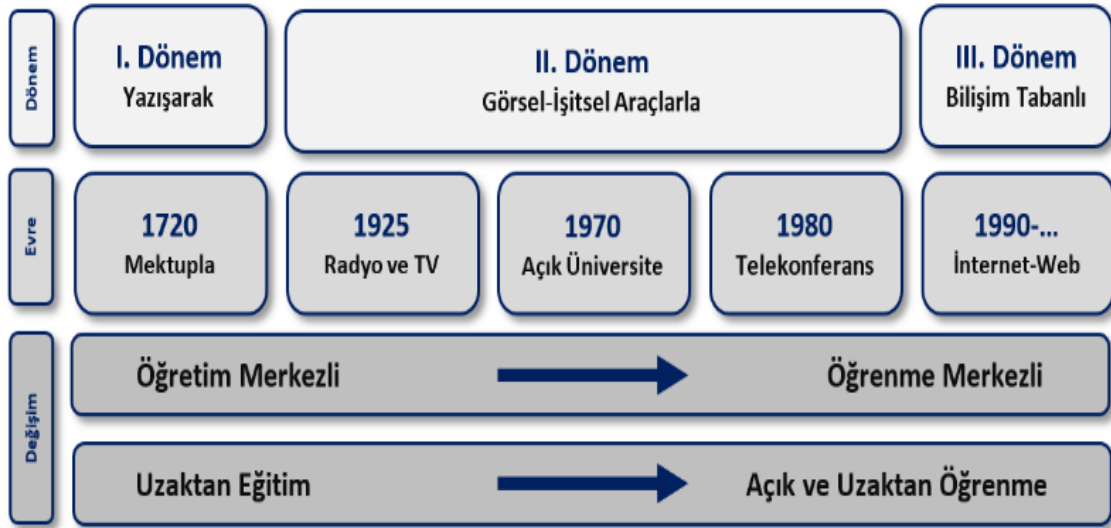 Dönem
I. Dönem
Yazışarak
II. Dönem
Görsel-İşitsel Araçlarla
III. Dönem
Bilişim Tabanlı
Evre
1720
Mektupla
1925
Radyo ve TV
1970
Açık Üniversite
1980
Telekonferans
1990-...
İnternet-Web
Değişim
Öğretim Merkezli
Öğrenme Merkezli
Uzaktan Eğitim
Açık ve Uzaktan Öğrenme